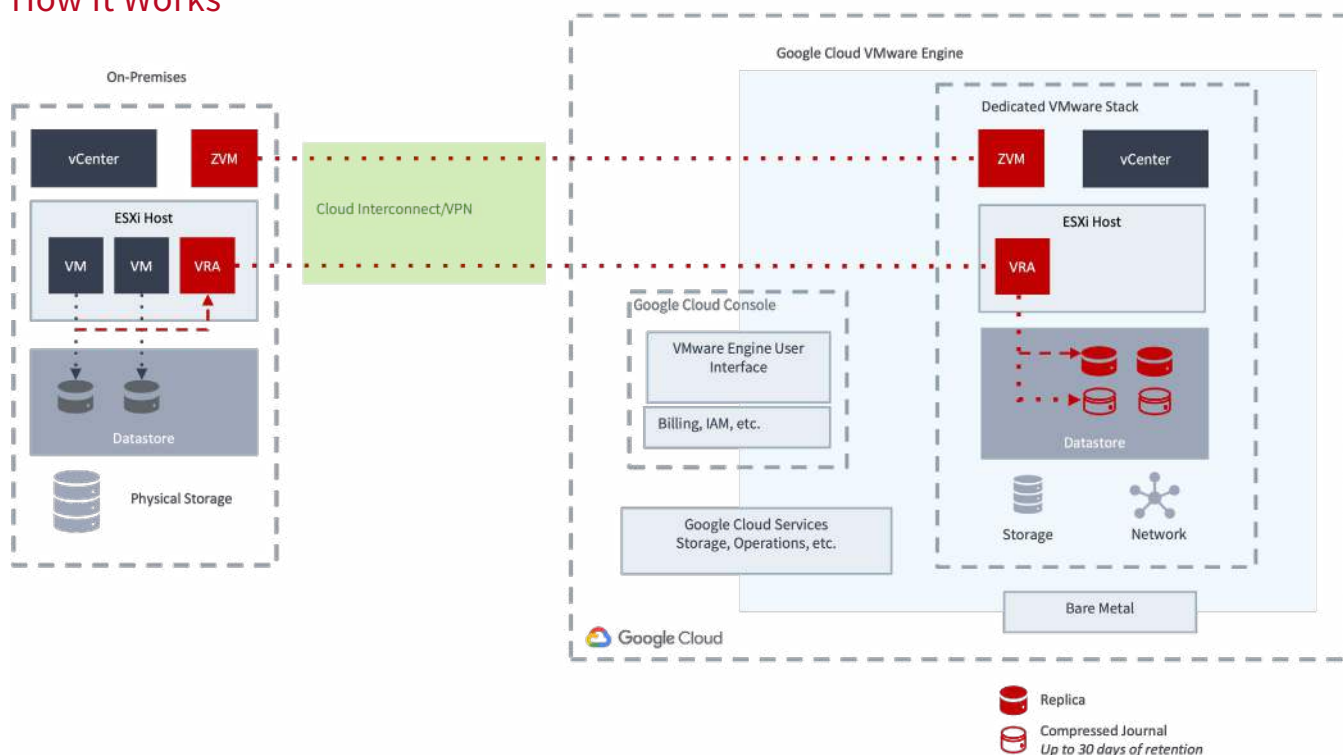 How It Works
On-Premises
vCenter
ZVM
ESXi Host
VM
VM
VRA
Datastore
Physical Storage
Cloud Interconnect/VPN
Google Cloud VMware Engine
Dedicated VMware Stack
ZVM
vCenter
ESXi Host
VRA
Datastore
Storage
Network
Google Cloud Console
VMware Engine User
Interface
Billing, IAM, etc.
Google Cloud Services
Storage, Operations, etc.
Bare Metal
Google Cloud
Replica
Compressed Journal
Up to 30 days of retention